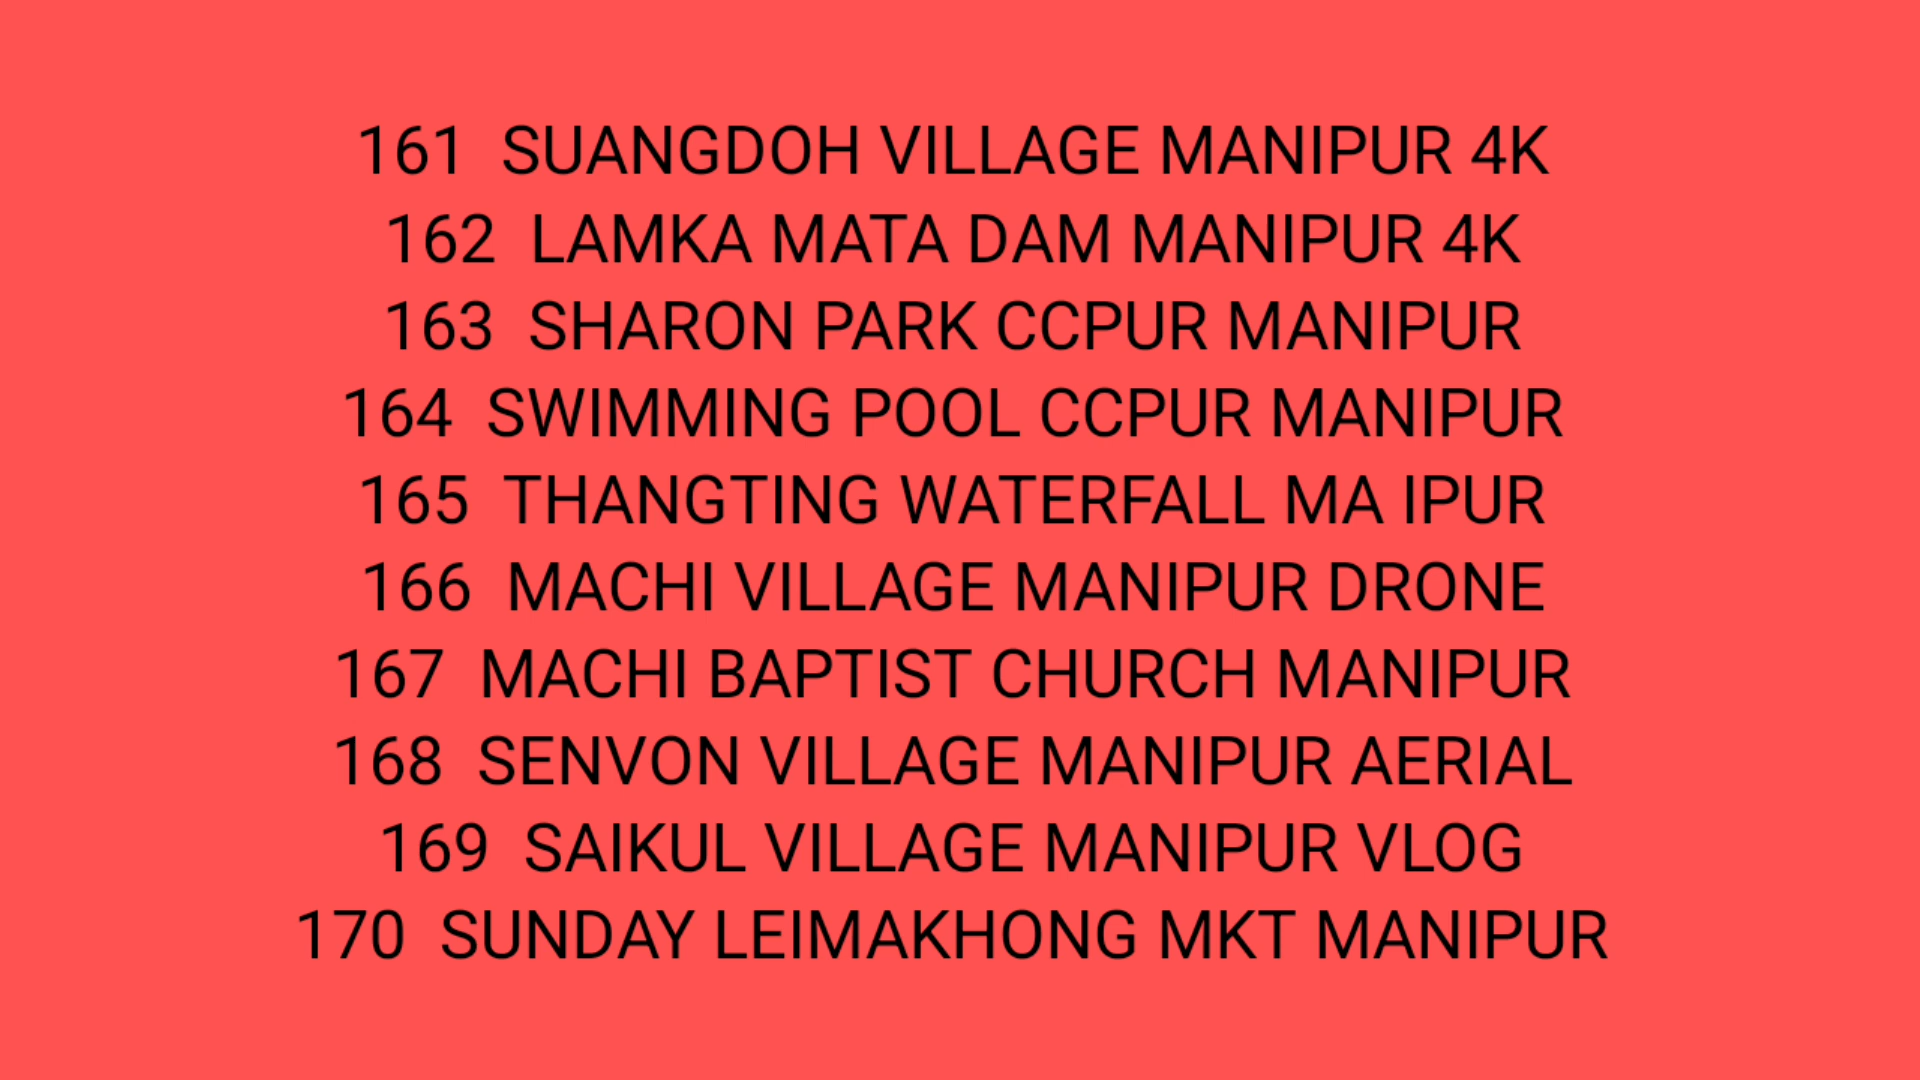 161  SUANGDOH VILLAGE MANIPUR 4K
162  LAMKA MATA DAM MANIPUR 4K
163  SHARON PARK CCPUR MANIPUR
164  SWIMMING POOL CCPUR MANIPUR
165  THANGTING WATERFALL MA IPUR
166  MACHI VILLAGE MANIPUR DRONE
167  MACHI BAPTIST CHURCH MANIPUR
168  SENVON VILLAGE MANIPUR AERIAL
169  SAIKUL VILLAGE MANIPUR VLOG
170  SUNDAY LEIMAKHONG MKT MANIPUR